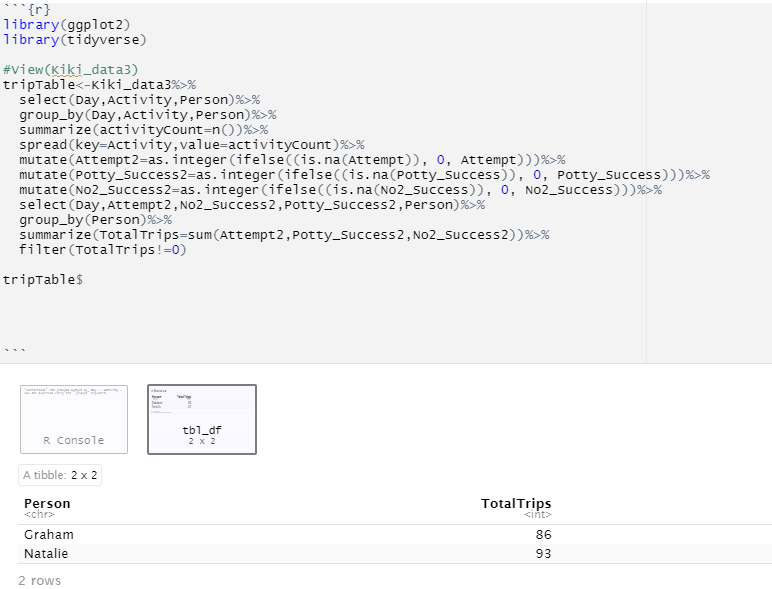 ```{r}
library(ggplot2)
library(tidyverse)
#View(Kiki_data3)
tripTable<-Kiki_data3%>%
select(Day,Activity,Person)%>%
group_by(Day,Activity,Person)%>%
summarize(activityCount=n())%>%
spread(key=Activity,value=activityCount)%>%
mutate(Attempt2=as.integer(ifelse((is.na(Attempt)), 0, Attempt)))%>%
mutate(Potty_Success2=as.integer(ifelse((is.na(Potty_Success)), 0, Potty_Success)))%>%
mutate(No2_Success2=as.integer(ifelse((is.na(No2_Success)), 0, No2_Success)))%>%
select(Day,Attempt2,No2_Success2,Potty_Success2,Person)%>%
group_by(Person)%>%
summarize(TotalTrips=sum(Attempt2,Potty_Success2,No2_Success2))%>%
filter(TotalTrips!=0)
tripTable$
```
R Console
tbl_df
2 x 2
A tibble: 2 x 2
Person TotalTrips
<chr> <int>
Graham 86
Natalie 93
2 rows